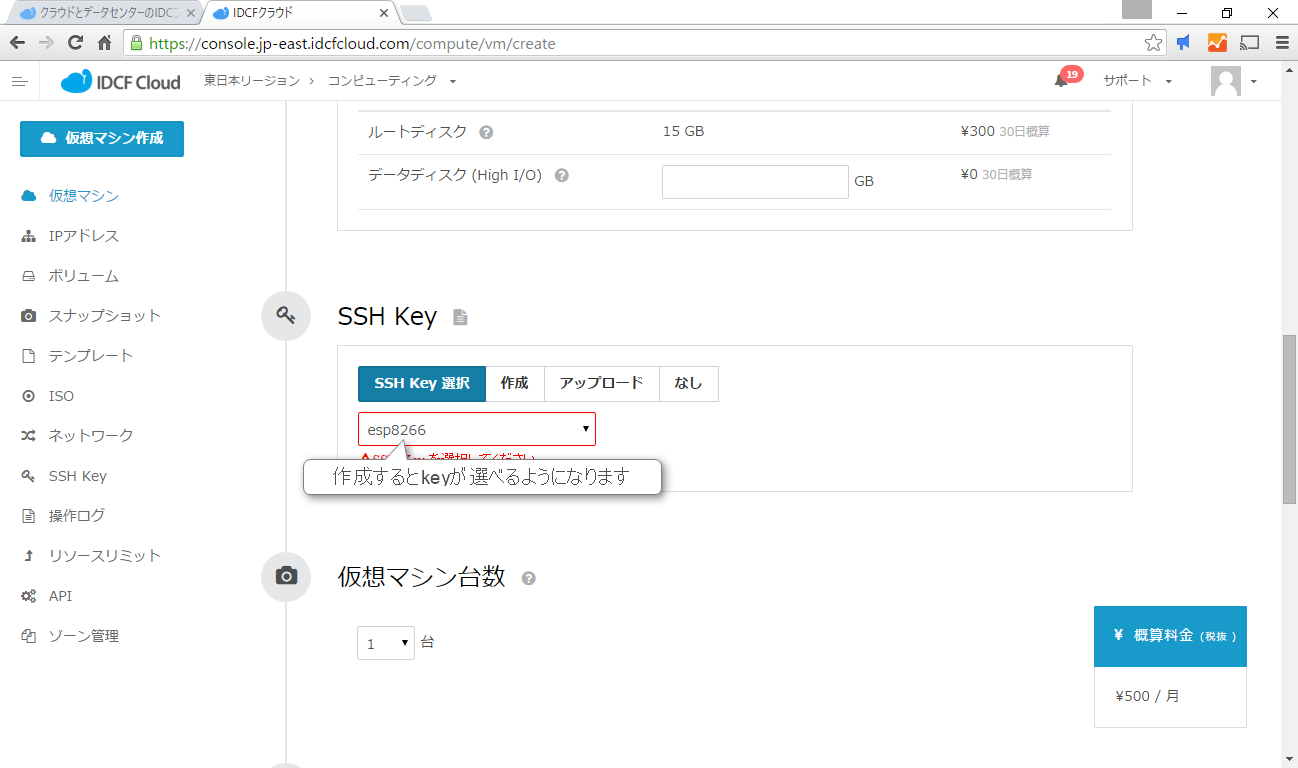 クラウドとデータセンターのIDCフ
IDCFクラウド
https://console.jp-east.idcfcloud.com/compute/vm/create
IDCF Cloud
東日本リージョン
コンピューティング
19
サポート
仮想マシン作成
仮想マシン
IPアドレス
ボリューム
スナップショット
テンプレート
ISO
ネットワーク
SSH Key
操作ログ
リソースリミット
API
ゾーン管理
ルートディスク ?
15 GB
¥300 30日概算
データディスク (High I/O) ?
GB
¥0 30日概算
SSH Key
SSH Key 選択
作成
アップロード
なし
esp8266
を選択してください
作成するとkeyが選べるようになります
仮想マシン台数 ?
1 台
¥ 概算料金 (税抜 )
¥500 / 月